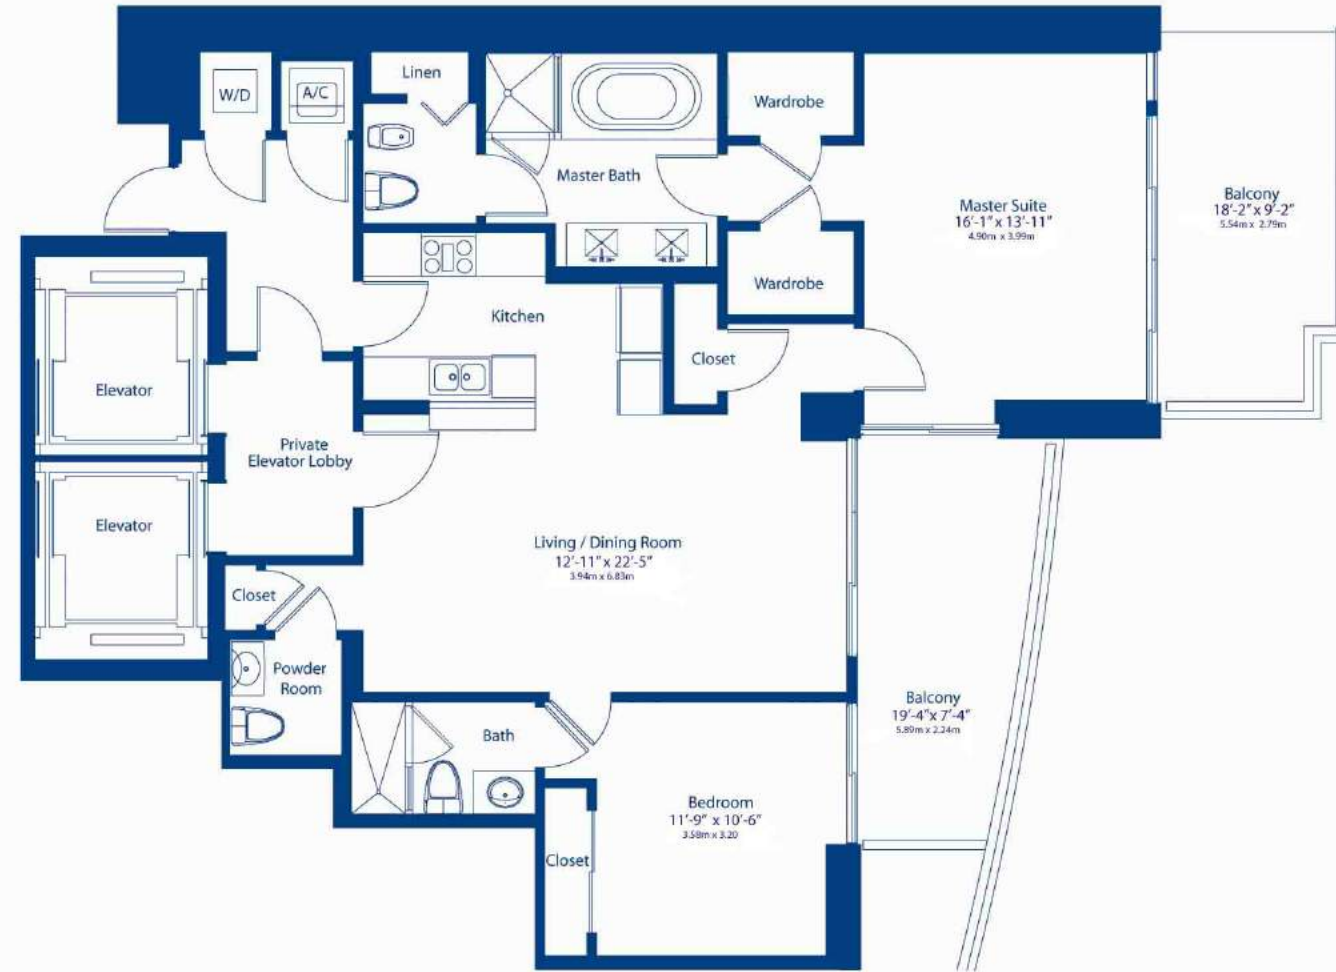 Linen
W/D
A/C
Wardrobe
Master Bath
Master Suite
16'-1" x 13'-11"
4.90m x 3.99m
Balcony
18'-2" x 9'-2"
5.54m x 2.79m
Wardrobe
Kitchen
Closet
Elevator
Private
Elevator Lobby
Elevator
Living / Dining Room
12'-11" x 22'-5"
3.94m x 6.83m
Closet
Powder
Room
Balcony
19'-4"x 7'-4"
5.89m x 2.24m
Bath
Bedroom
11'-9" x 10'-6"
3.58m x 3.20
Closet